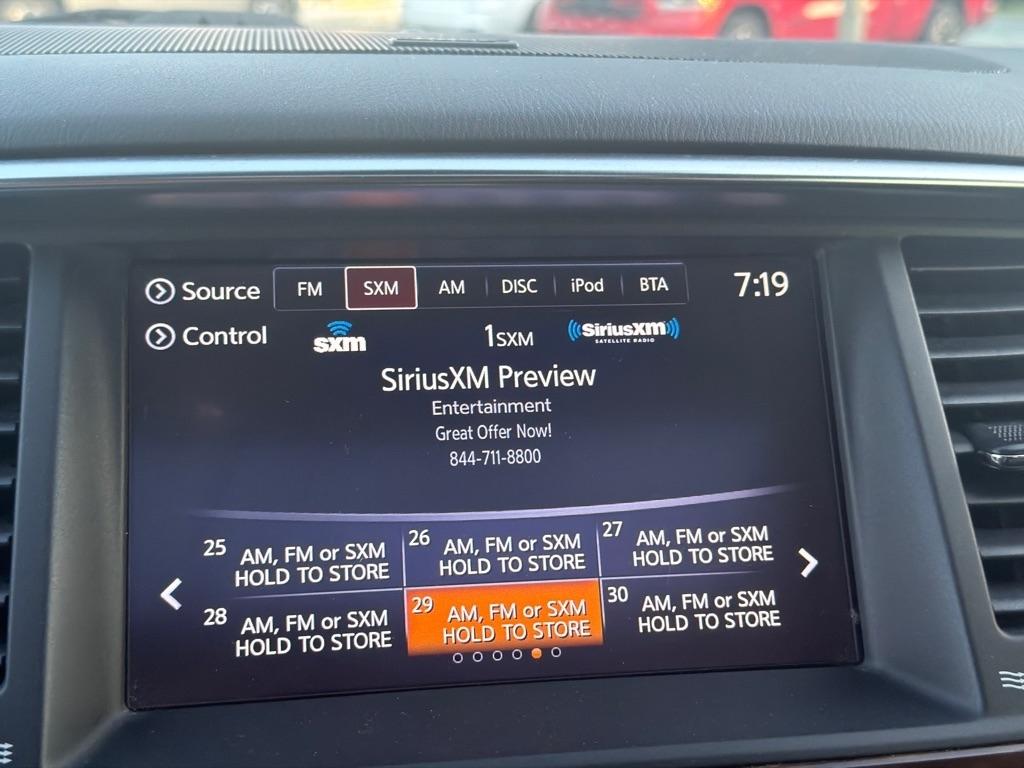 Source FM SXM AM DISC iPod BTA 7:19
Control sxm 1SXM SiriusXM
SATELLITE RADIO
SiriusXM Preview
Entertainment
Great Offer Now!
844-711-8800
25 AM, FM or SXM 26 AM, FM or SXM 27 AM, FM or SXM
HOLD TO STORE HOLD TO STORE HOLD TO STORE
28 AM, FM or SXM 29 AM, FM or SXM 30 AM, FM or SXM
HOLD TO STORE HOLD TO STORE HOLD TO STORE